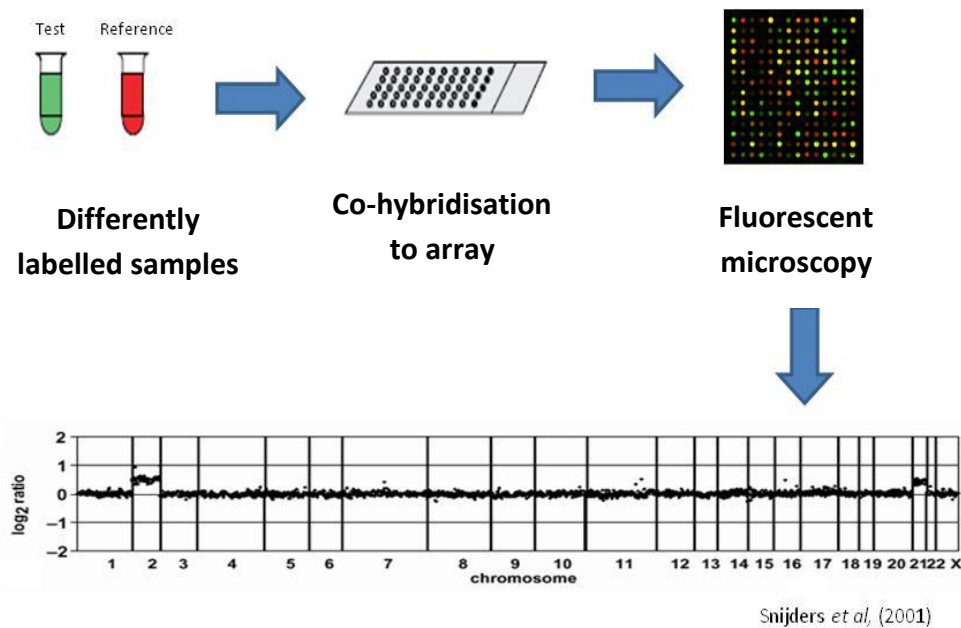 Test Reference
Differently
labelled samples
Co-hybridisation
to array
Fluorescent
microscopy
2
1
0
–1
–2
log2 ratio
1 2 3 4 5 6 7 8 9 10 11 12 13 14 15 16 17 18 19 20 21 22 X
chromosome
Snijders et al, (2001)